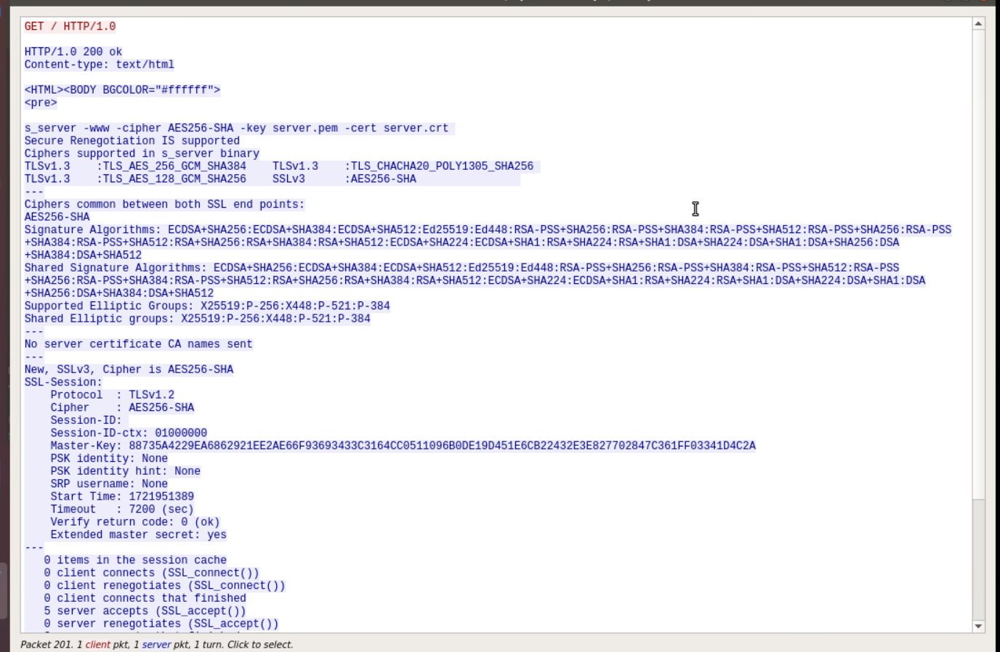 GET / HTTP/1.0
HTTP/1.0 200 ok
Content-type: text/html
<HTML><BODY BGCOLOR="#ffffff">
<pre>
s_server -www -cipher AES256-SHA -key server.pem -cert server.crt
Secure Renegotiation IS supported
Ciphers supported in s_server binary
TLSv1.3    :TLS_AES_256_GCM_SHA384    TLSv1.3    :TLS_CHACHA20_POLY1305_SHA256
TLSv1.3    :TLS_AES_128_GCM_SHA256    SSLv3      :AES256-SHA
---
Ciphers common between both SSL end points:
AES256-SHA
Signature Algorithms: ECDSA+SHA256:ECDSA+SHA384:ECDSA+SHA512:Ed25519:Ed448:RSA-PSS+SHA256:RSA-PSS+SHA384:RSA-PSS+SHA512:RSA-PSS+SHA256:RSA-PSS
+SHA384:RSA-PSS+SHA512:RSA+SHA256:RSA+SHA384:RSA+SHA512:ECDSA+SHA224:ECDSA+SHA1:RSA+SHA224:RSA+SHA1:DSA+SHA224:DSA+SHA1:DSA+SHA256:DSA
+SHA384:DSA+SHA512
Shared Signature Algorithms: ECDSA+SHA256:ECDSA+SHA384:ECDSA+SHA512:Ed25519:Ed448:RSA-PSS+SHA256:RSA-PSS+SHA384:RSA-PSS+SHA512:RSA-PSS
+SHA256:RSA-PSS+SHA384:RSA-PSS+SHA512:RSA+SHA256:RSA+SHA384:RSA+SHA512:ECDSA+SHA224:ECDSA+SHA1:RSA+SHA224:RSA+SHA1:DSA+SHA224:DSA+SHA1:DSA
+SHA256:DSA+SHA384:DSA+SHA512
Supported Elliptic Groups: X25519:P-256:X448:P-521:P-384
Shared Elliptic groups: X25519:P-256:X448:P-521:P-384
---
No server certificate CA names sent
---
New, SSLv3, Cipher is AES256-SHA
SSL-Session:
    Protocol  : TLSv1.2
    Cipher    : AES256-SHA
    Session-ID:
    Session-ID-ctx: 01000000
    Master-Key: 88735A4229EA6862921EE2AE66F93693433C3164CC0511096B0DE19D451E6CB22432E3E827702847C361FF03341D4C2A
    PSK identity: None
    PSK identity hint: None
    SRP username: None
    Start Time: 1721951389
    Timeout   : 7200 (sec)
    Verify return code: 0 (ok)
    Extended master secret: yes
---
   0 items in the session cache
   0 client connects (SSL_connect())
   0 client renegotiates (SSL_connect())
   0 client connects that finished
   5 server accepts (SSL_accept())
   0 server renegotiates (SSL_accept())
Packet 201. 1 client pkt, 1 server pkt, 1 turn. Click to select.